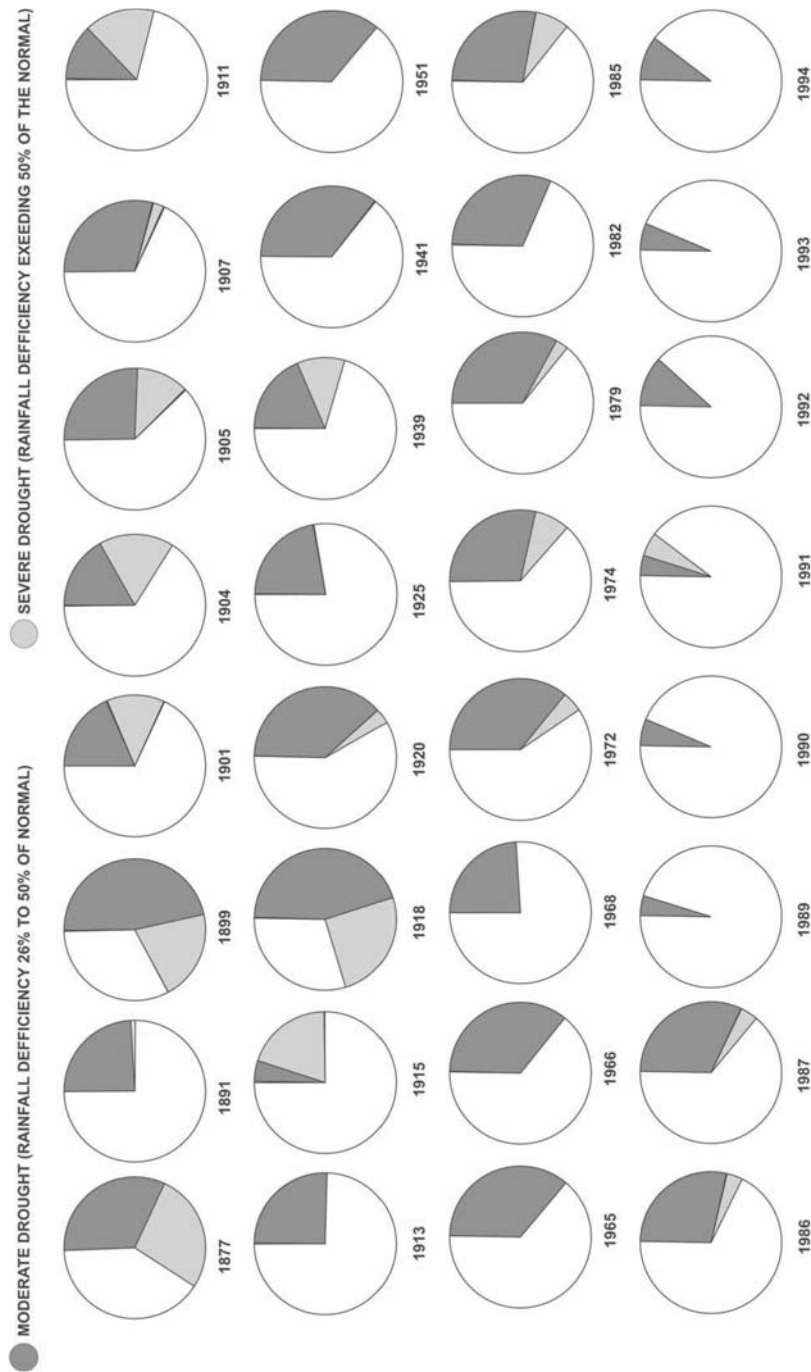 MODERATE DROUGHT (RAINFALL DEFFICIENCY 26% TO 50% OF NORMAL)
SEVERE DROUGHT (RAINFALL DEFFICIENCY EXEEDING 50% OF THE NORMAL)
1877 1891 1899 1901 1904 1905 1907 1911
1913 1915 1918 1920 1925 1939 1941 1951
1965 1966 1968 1972 1974 1979 1982 1985
1986 1987 1989 1990 1991 1992 1993 1994